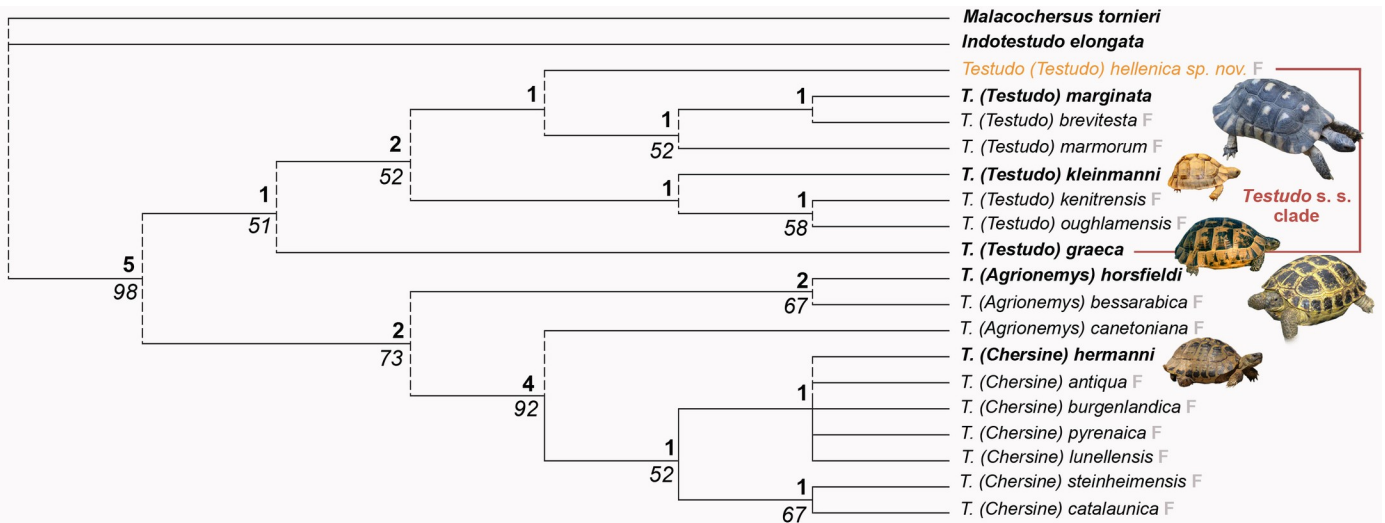 Malacochersus tornieri
Indotestudo elongata
Testudo (Testudo) hellenica sp. nov. F
1
1
T. (Testudo) marginata
1
T. (Testudo) brevitesta F
2
52
T. (Testudo) marmorum F
52
1
T. (Testudo) kleinmanni
1
1
T. (Testudo) kenitrensis F
Testudo s. s.
clade
51
58
T. (Testudo) oughlamensis F
T. (Testudo) graeca
5
98
2
T. (Agrionemys) horsfieldi
67
T. (Agrionemys) bessarabica F
2
73
T. (Agrionemys) canetoniana F
T. (Chersine) hermanni
4
92
1
T. (Chersine) antiqua F
T. (Chersine) burgenlandica F
T. (Chersine) pyrenaica F
1
52
T. (Chersine) lunellensis F
1
67
T. (Chersine) steinheimensis F
T. (Chersine) catalaunica F